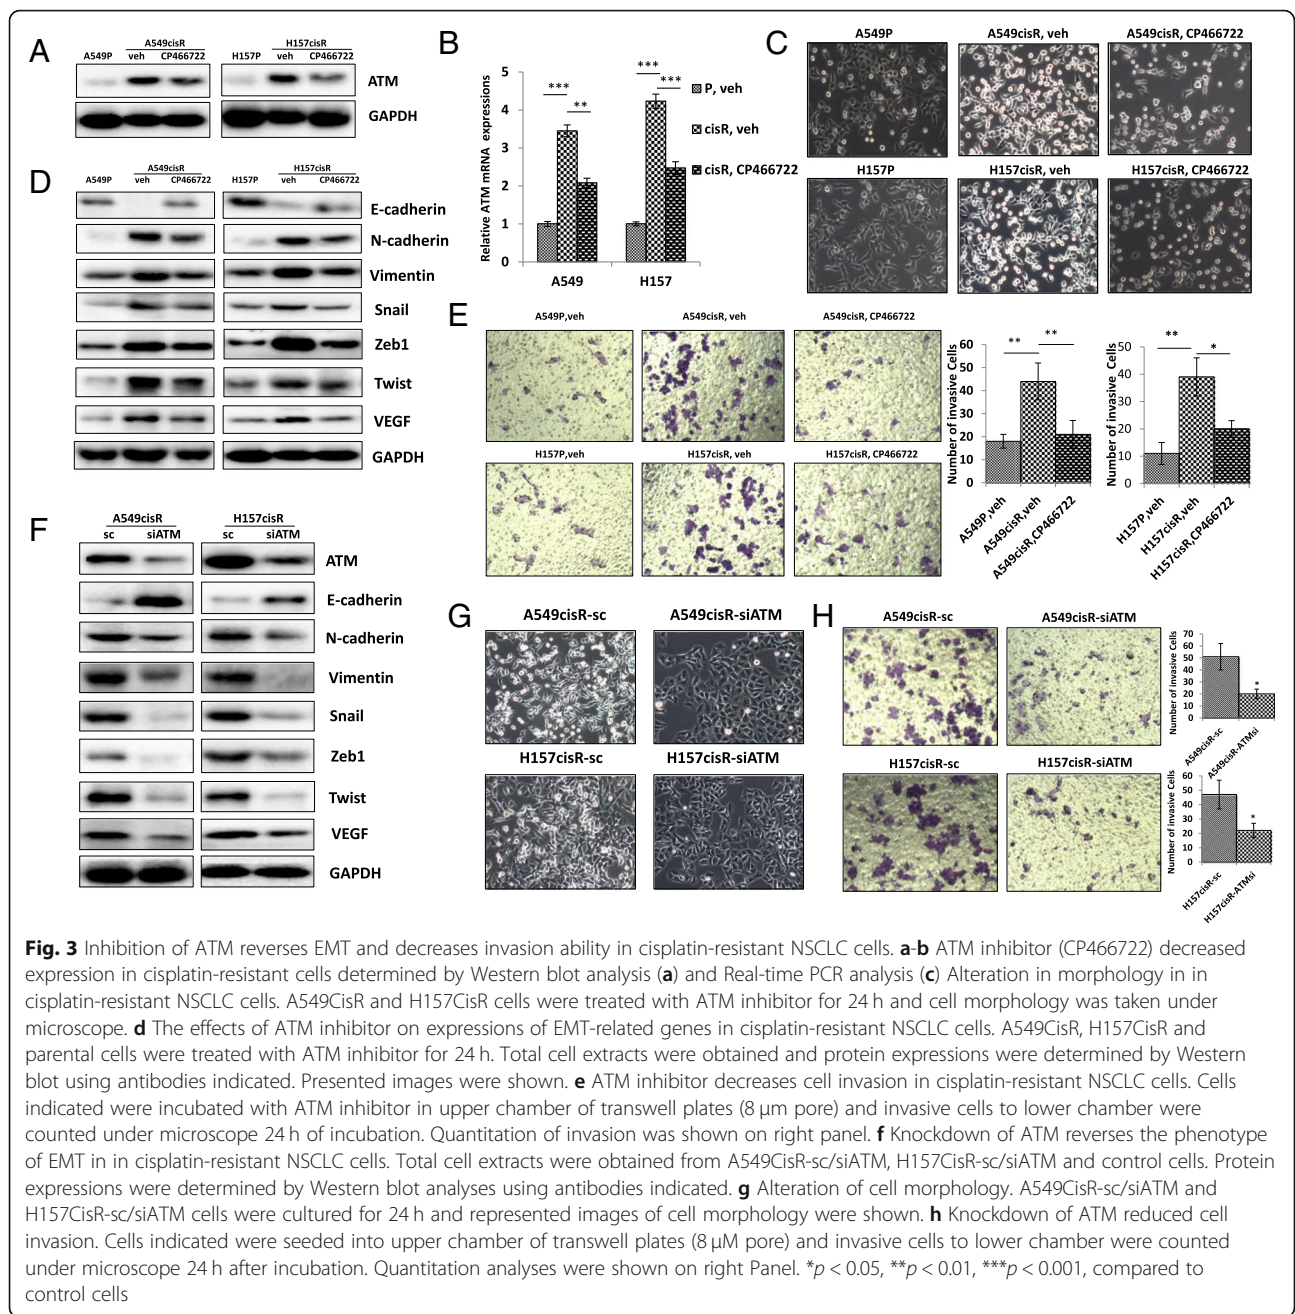 A
A549cisR
A549P veh CP466722
H157cisR
H157P veh CP466722
ATM
GAPDH
B
Relative ATM mRNA expressions
5
4
3
2
1
0
***
**
***
***
A549
H157
P, veh
cisR, veh
cisR, CP466722
C
A549P
A549cisR, veh
A549cisR, CP466722
H157P
H157cisR, veh
H157cisR, CP466722
D
A549cisR
A549P veh CP466722
H157cisR
H157P veh CP466722
E-cadherin
N-cadherin
Vimentin
Snail
Zeb1
Twist
VEGF
GAPDH
E
A549P,veh
A549cisR, veh
A549cisR, CP466722
H157P,veh
H157cisR, veh
H157cisR, CP466722
Number of invasive Cells
60
50
40
30
20
10
0
**
**
A549P,veh
A549cisR,veh
A549cisR, CP466722
Number of invasive Cells
50
40
30
20
10
0
**
*
H157P,veh
H157cisR,veh
H157cisR, CP466722
F
A549cisR
sc siATM
H157cisR
sc siATM
ATM
E-cadherin
N-cadherin
Vimentin
Snail
Zeb1
Twist
VEGF
GAPDH
G
A549cisR-sc
A549cisR-siATM
H157cisR-sc
H157cisR-siATM
H
A549cisR-sc
A549cisR-siATM
H157cisR-sc
H157cisR-siATM
Number of invasive Cells
70
60
50
40
30
20
10
0
*
A549cisR-sc
A549cisR-ATMsi
Number of invasive Cells
60
50
40
30
20
10
0
*
H157cisR-sc
H157cisR-ATMsi
Fig. 3 Inhibition of ATM reverses EMT and decreases invasion ability in cisplatin-resistant NSCLC cells. a-b ATM inhibitor (CP466722) decreased
expression in cisplatin-resistant cells determined by Western blot analysis (a) and Real-time PCR analysis (c) Alteration in morphology in in
cisplatin-resistant NSCLC cells. A549CisR and H157CisR cells were treated with ATM inhibitor for 24 h and cell morphology was taken under
microscope. d The effects of ATM inhibitor on expressions of EMT-related genes in cisplatin-resistant NSCLC cells. A549CisR, H157CisR and
parental cells were treated with ATM inhibitor for 24 h. Total cell extracts were obtained and protein expressions were determined by Western
blot using antibodies indicated. Presented images were shown. e ATM inhibitor decreases cell invasion in cisplatin-resistant NSCLC cells. Cells
indicated were incubated with ATM inhibitor in upper chamber of transwell plates (8 μm pore) and invasive cells to lower chamber were
counted under microscope 24 h of incubation. Quantitation of invasion was shown on right panel. f Knockdown of ATM reverses the phenotype
of EMT in in cisplatin-resistant NSCLC cells. Total cell extracts were obtained from A549CisR-sc/siATM, H157CisR-sc/siATM and control cells. Protein
expressions were determined by Western blot analyses using antibodies indicated. g Alteration of cell morphology. A549CisR-sc/siATM and
H157CisR-sc/siATM cells were cultured for 24 h and represented images of cell morphology were shown. h Knockdown of ATM reduced cell
invasion. Cells indicated were seeded into upper chamber of transwell plates (8 μM pore) and invasive cells to lower chamber were counted
under microscope 24 h after incubation. Quantitation analyses were shown on right Panel. *p < 0.05, **p < 0.01, ***p < 0.001, compared to
control cells